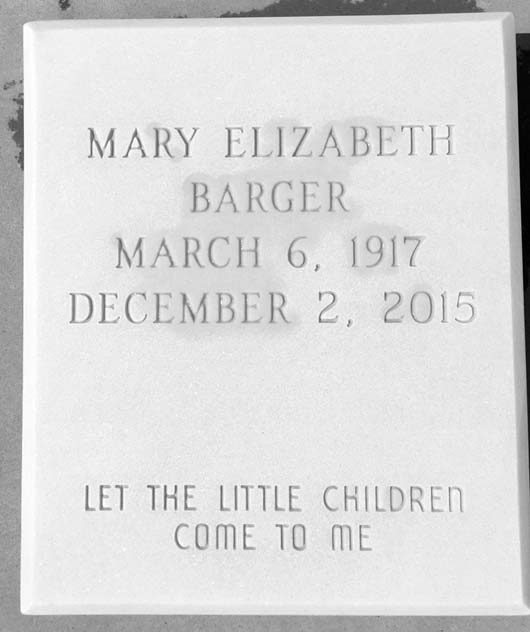 MARY ELIZABETH
BARGER
MARCH 6, 1917
DECEMBER 2, 2015
LET THE LITTLE CHILDREN
COME TO ME